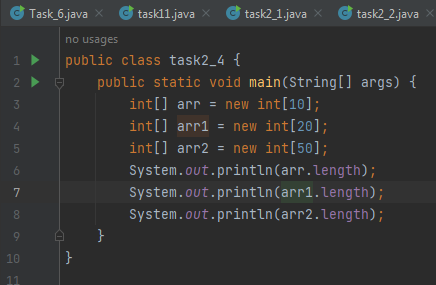 Task_6.java task11.java task2_1.java task2_2.java
no usages
1 public class task2_4 {
2 public static void main(String[] args) {
3 int[] arr = new int[10];
4 int[] arr1 = new int[20];
5 int[] arr2 = new int[50];
6 System.out.println(arr.length);
7 System.out.println(arr1.length);
8 System.out.println(arr2.length);
9 }
10 }
11